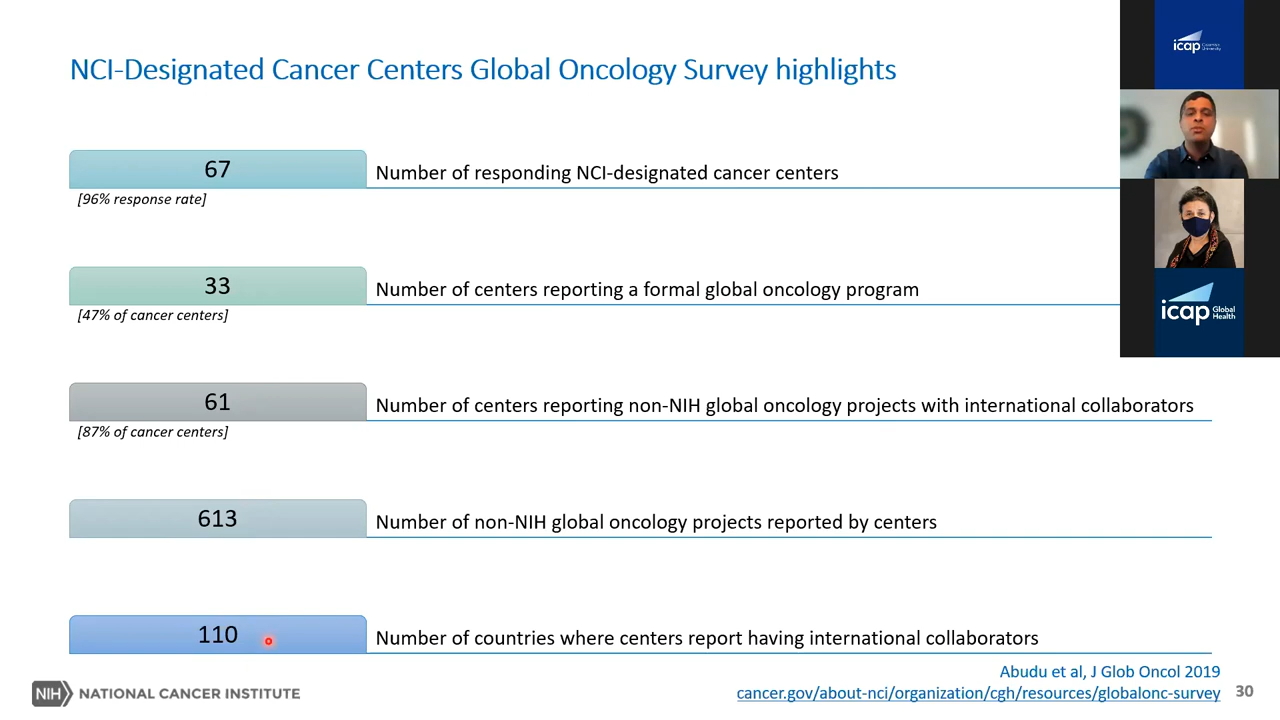 NCI-Designated Cancer Centers Global Oncology Survey highlights
67
Number of responding NCI-designated cancer centers
[96% response rate]
33
Number of centers reporting a formal global oncology program
[47% of cancer centers]
61
Number of centers reporting non-NIH global oncology projects with international collaborators
[87% of cancer centers]
613
Number of non-NIH global oncology projects reported by centers
110
Number of countries where centers report having international collaborators
Abudu et al, J Glob Oncol 2019
cancer.gov/about-nci/organization/cgh/resources/globalonc-survey
30
NIH NATIONAL CANCER INSTITUTE
icap Columbia University
icap Global Health